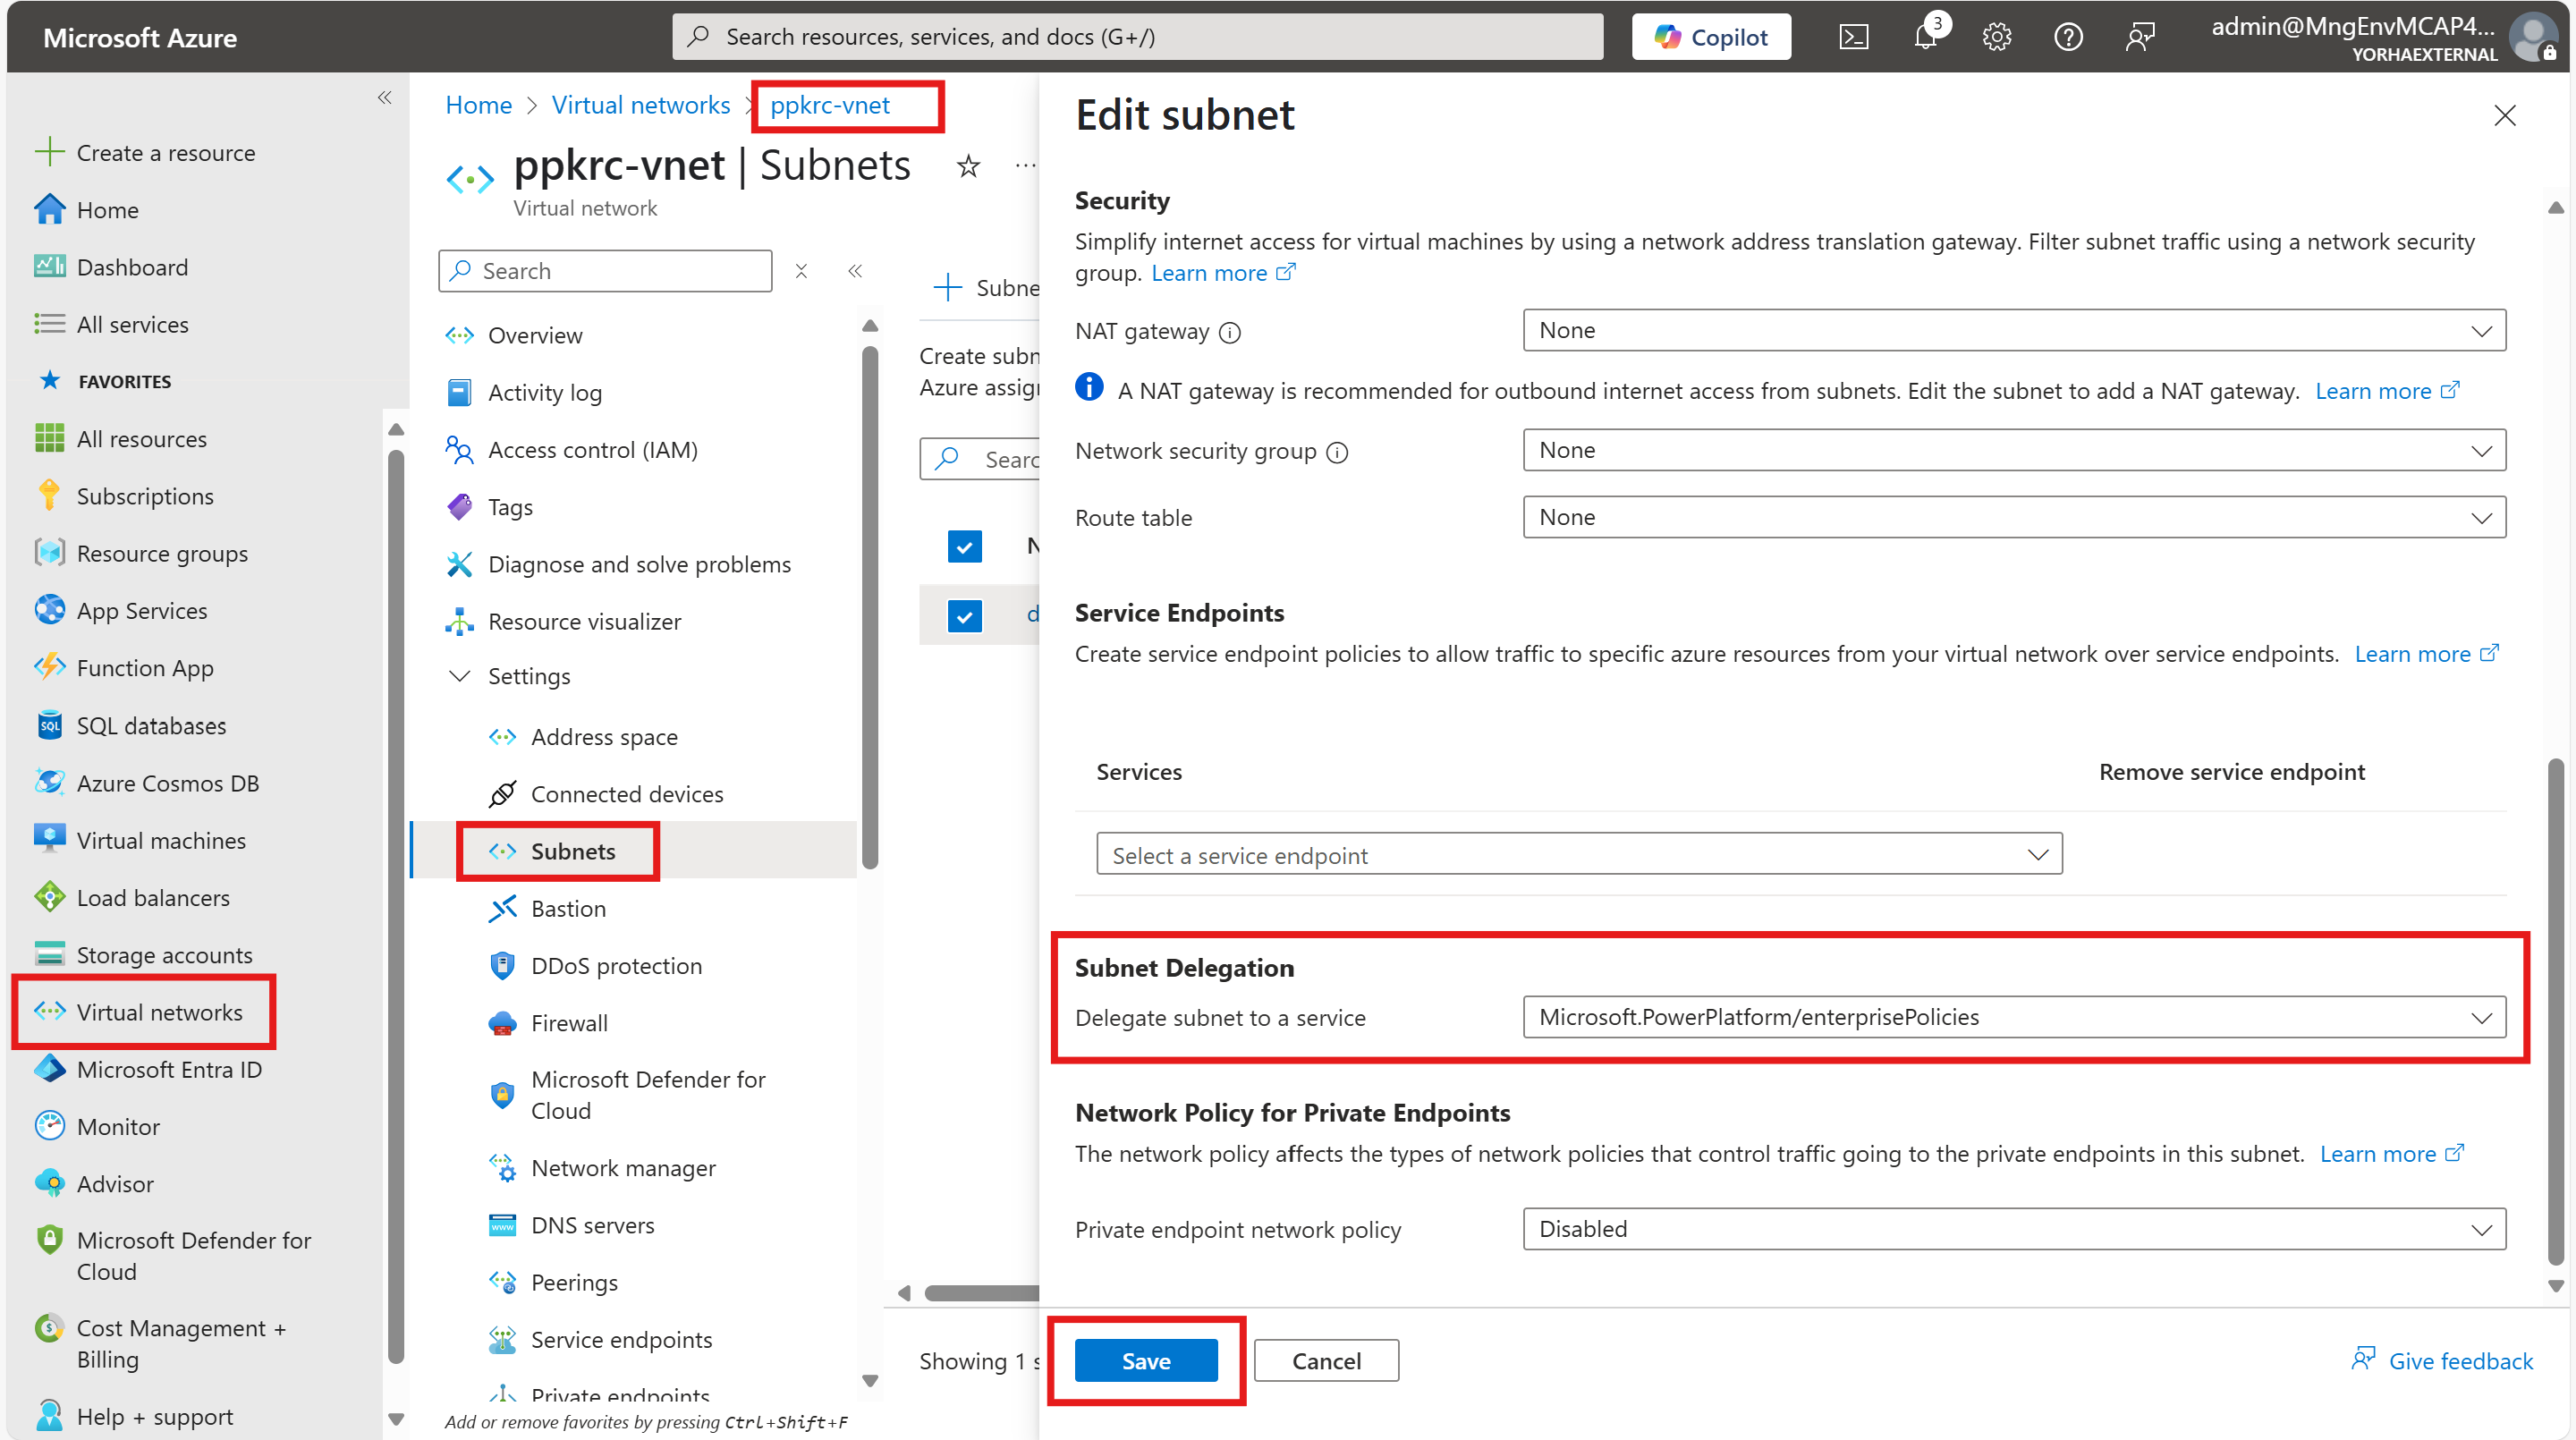 Microsoft Azure
Search resources, services, and docs (G+/)
Copilot
3
admin@MngEnvMCAP4...
YORHAEXTERNAL
Create a resource
Home
Dashboard
All services
FAVORITES
All resources
Subscriptions
Resource groups
App Services
Function App
SQL databases
Azure Cosmos DB
Virtual machines
Load balancers
Storage accounts
Virtual networks
Microsoft Entra ID
Monitor
Advisor
Microsoft Defender for
Cloud
Cost Management +
Billing
Help + support
Home > Virtual networks > ppkrc-vnet
ppkrc-vnet | Subnets
Virtual network
Search
Overview
Activity log
Access control (IAM)
Tags
Diagnose and solve problems
Resource visualizer
Settings
Address space
Connected devices
Subnets
Bastion
DDoS protection
Firewall
Microsoft Defender for
Cloud
Network manager
DNS servers
Peerings
Service endpoints
Private endpoints
Add or remove favorites by pressing Ctrl+Shift+F
Subne
Create subn
Azure assig
Searc
N
d
Showing 1 s
Edit subnet
Security
Simplify internet access for virtual machines by using a network address translation gateway. Filter subnet traffic using a network security
group. Learn more
NAT gateway
None
A NAT gateway is recommended for outbound internet access from subnets. Edit the subnet to add a NAT gateway. Learn more
Network security group
None
Route table
None
Service Endpoints
Create service endpoint policies to allow traffic to specific azure resources from your virtual network over service endpoints. Learn more
Services
Remove service endpoint
Select a service endpoint
Subnet Delegation
Delegate subnet to a service
Microsoft.PowerPlatform/enterprisePolicies
Network Policy for Private Endpoints
The network policy affects the types of network policies that control traffic going to the private endpoints in this subnet. Learn more
Private endpoint network policy
Disabled
Save
Cancel
Give feedback